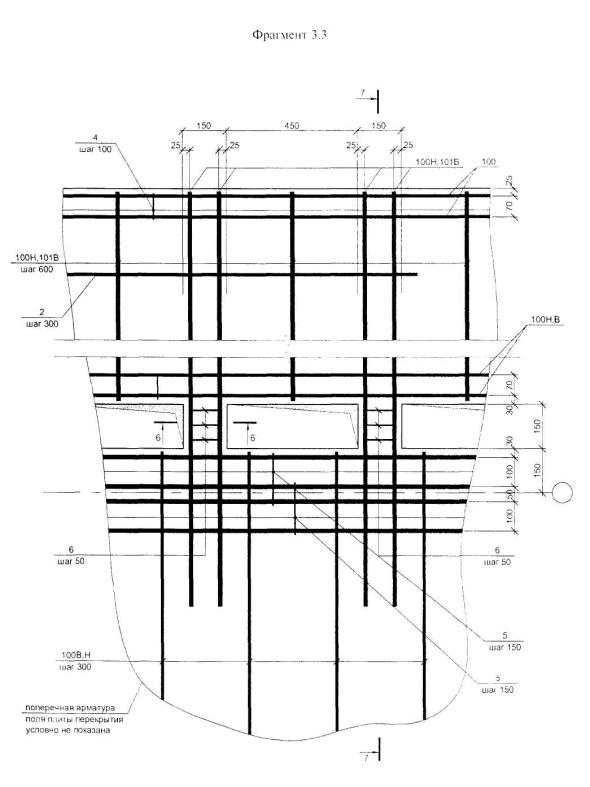 Фрагмент 3.3
7
150
450
150
25
25
25
25
4
шаг 100
100Н,101В
100
25
70
100Н,101В
шаг 600
2
шаг 300
100Н,В
70
30
150
6
6
30
150
100
50
100
6
шаг 50
6
шаг 50
5
шаг 150
5
шаг 150
100В,Н
шаг 300
поперечная арматура
поля плиты перекрытия
условно не показана
7